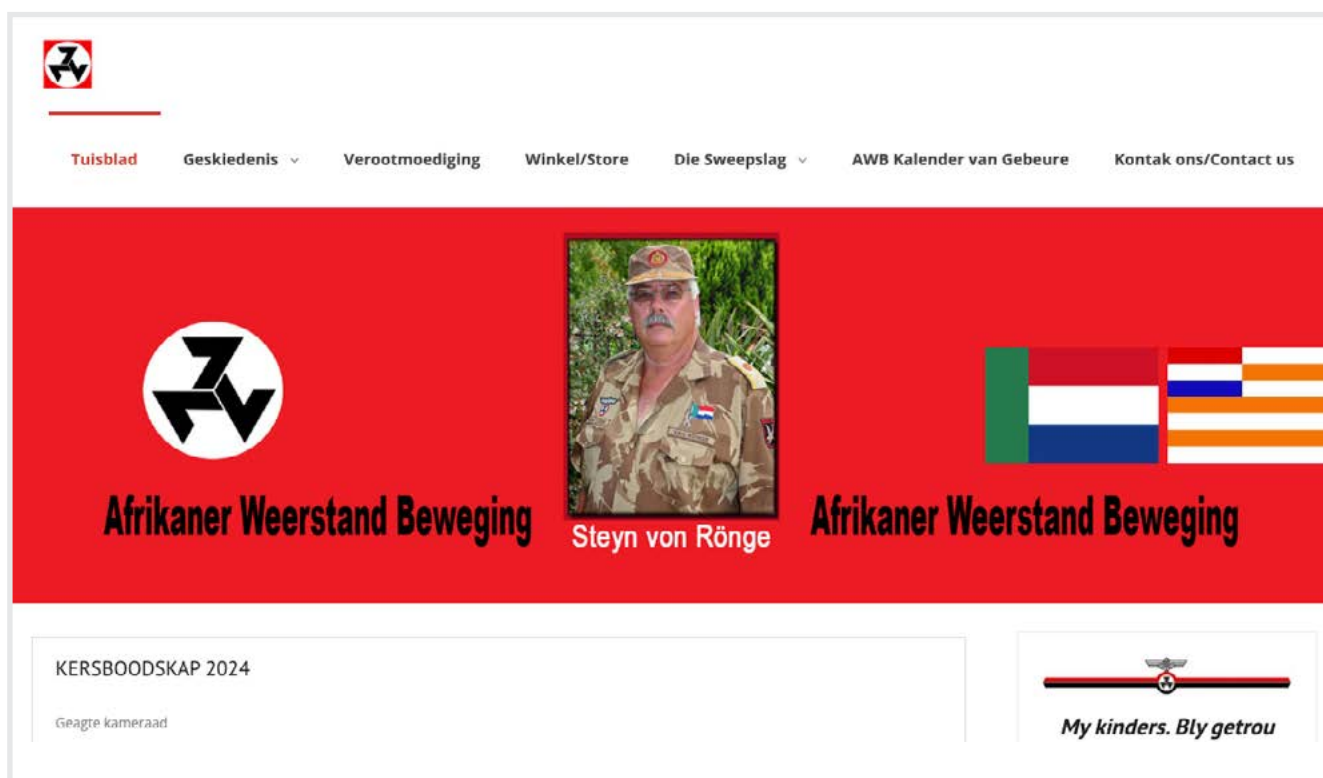 Tuisblad Geskiedenis Verootmoediging Winkel/Store Die Sweepslag AWB Kalender van Gebeure Kontak ons/Contact us
Afrikaner Weerstand Beweging
Steyn von Rönge
Afrikaner Weerstand Beweging
KERSBOODSKAP 2024
Geagte kameraad
My kinders. Bly getrou